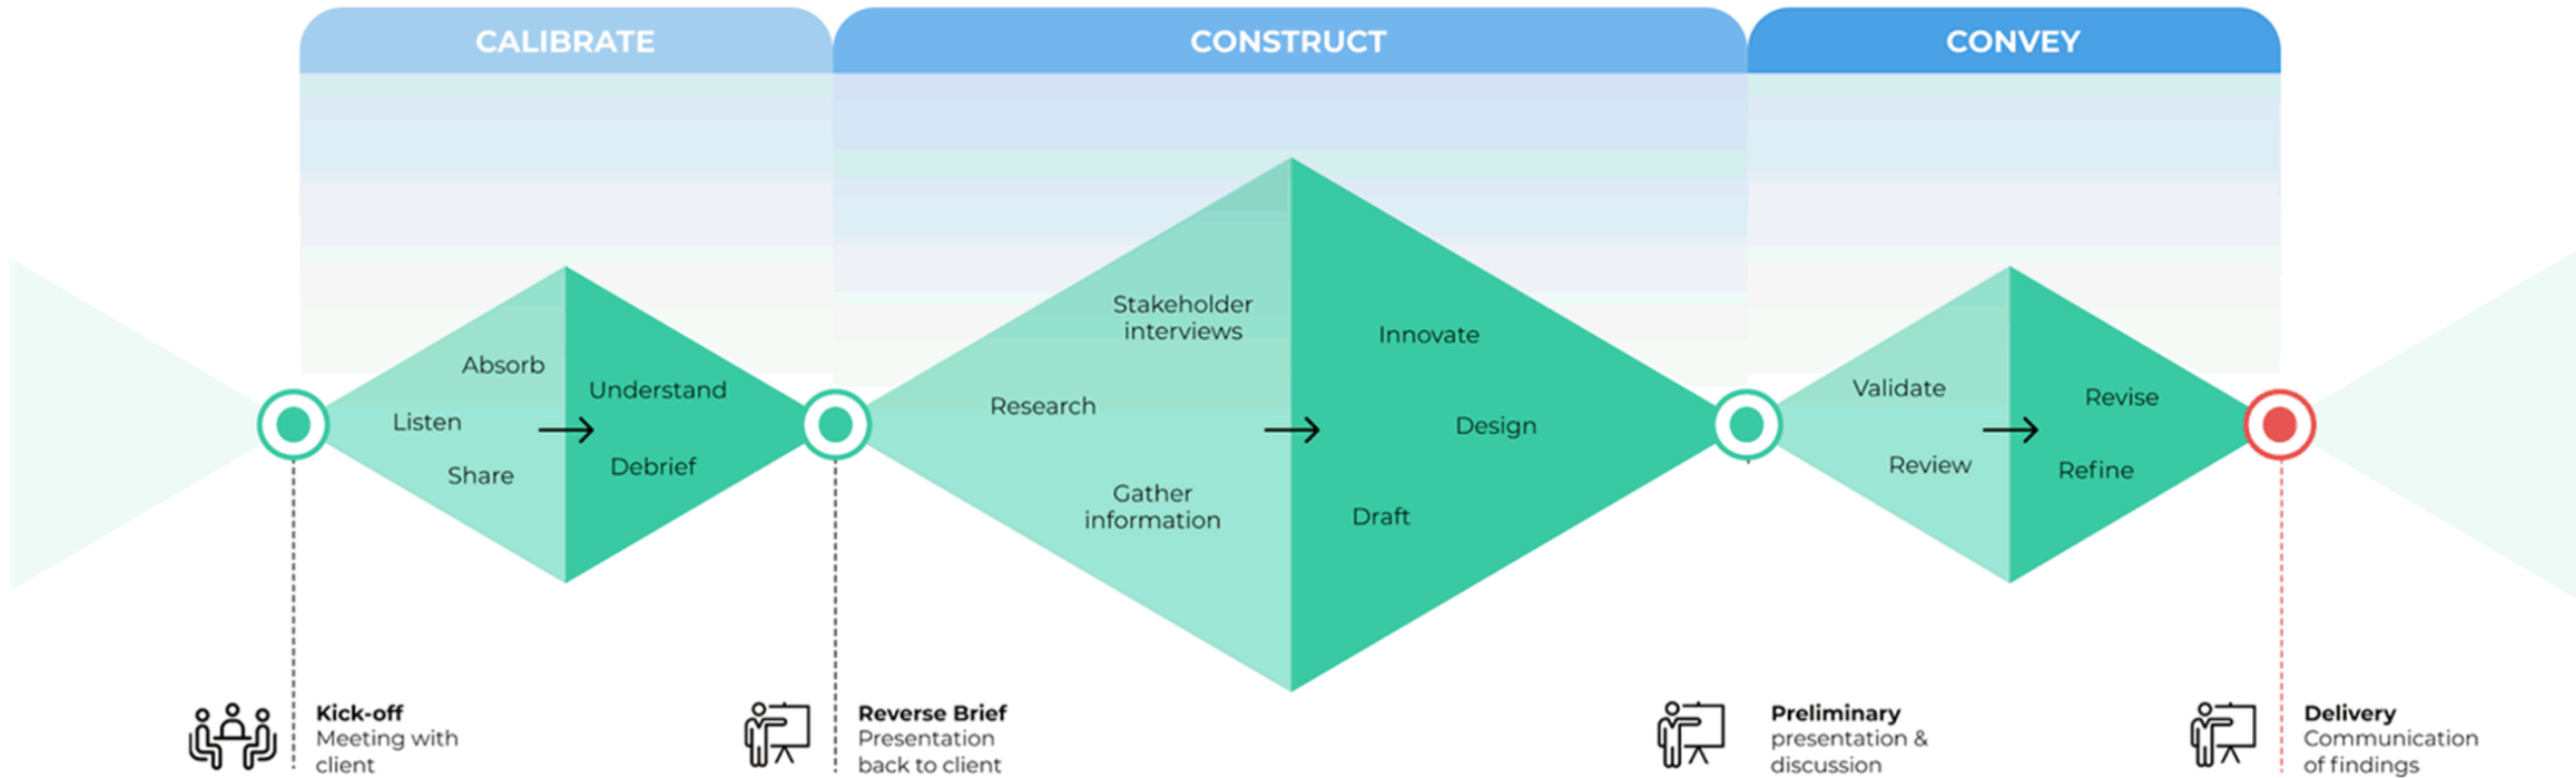 CALIBRATE
CONSTRUCT
CONVEY
Absorb
Listen
Share
Understand
Debrief
Stakeholder
interviews
Research
Gather
information
Innovate
Design
Draft
Validate
Review
Revise
Refine
Kick-off
Meeting with
client
Reverse Brief
Presentation
back to client
Preliminary
presentation &
discussion
Delivery
Communication
of findings